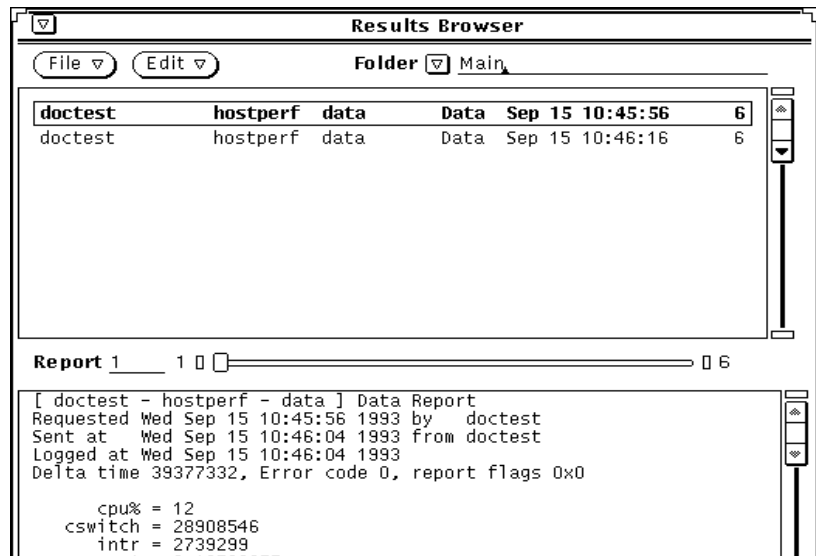 Results Browser
File Edit Folder Main
doctest hostperf data Data Sep 15 10:45:56 6
doctest hostperf data Data Sep 15 10:46:16 6
Report 1 1 6
[ doctest - hostperf - data ] Data Report
Requested Wed Sep 15 10:45:56 1993 by doctest
Sent at Wed Sep 15 10:46:04 1993 from doctest
Logged at Wed Sep 15 10:46:04 1993
Delta time 39377332, Error code 0, report flags 0x0
cpu% = 12
cswitch = 28908546
intr = 2739299